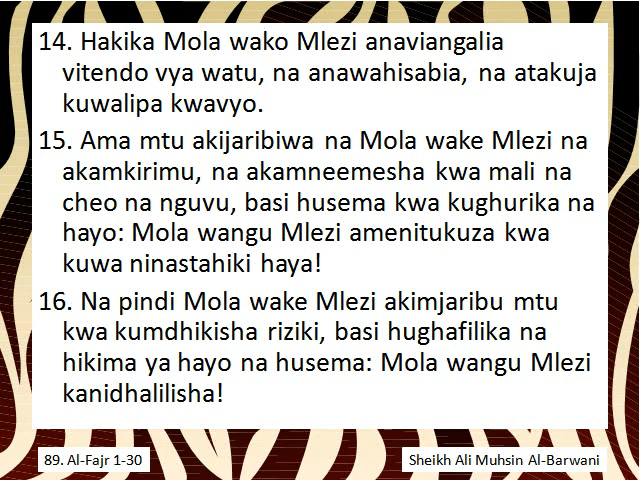 14. Hakika Mola wako Mlezi anaviangalia
vitendo vya watu, na anawahisabia, na atakuja
kuwalipa kwavyo.
15. Ama mtu akijaribiwa na Mola wake Mlezi na
akamkirimu, na akamneemesha kwa mali na
cheo na nguvu, basi husema kwa kughurika na
hayo: Mola wangu Mlezi amenitukuza kwa
kuwa ninastahiki haya!
16. Na pindi Mola wake Mlezi akimjaribu mtu
kwa kumdhikisha riziki, basi hughafilika na
hikima ya hayo na husema: Mola wangu Mlezi
kanidhalilisha!
89. Al-Fajr 1-30
Sheikh Ali Muhsin Al-Barwani